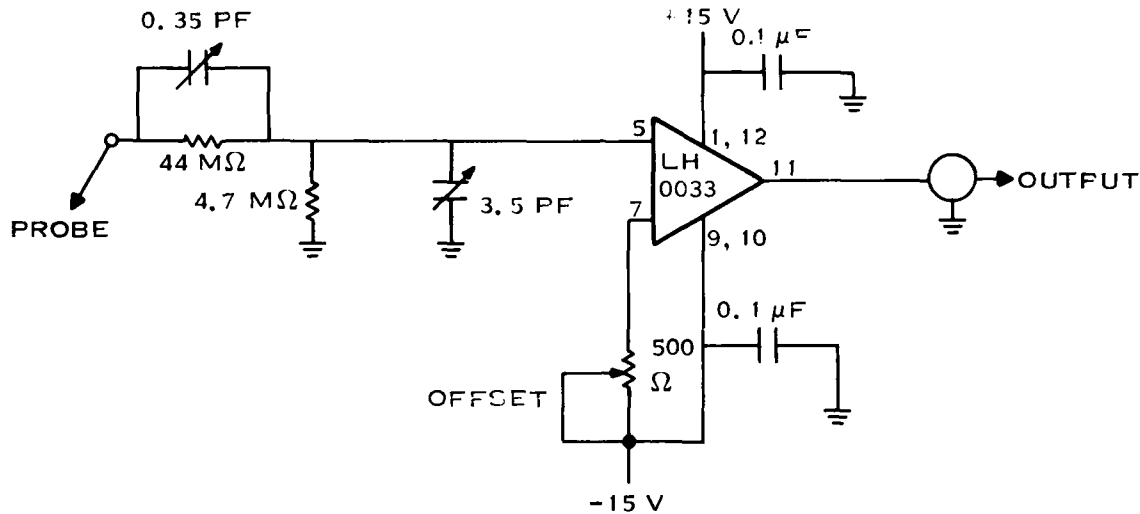 0.35 PF
+15 V
0.1 µF
44 MΩ
4.7 MΩ
3.5 PF
PROBE
5
LH
0033
1, 12
11
7
9, 10
OUTPUT
0.1 µF
500
Ω
OFFSET
-15 V